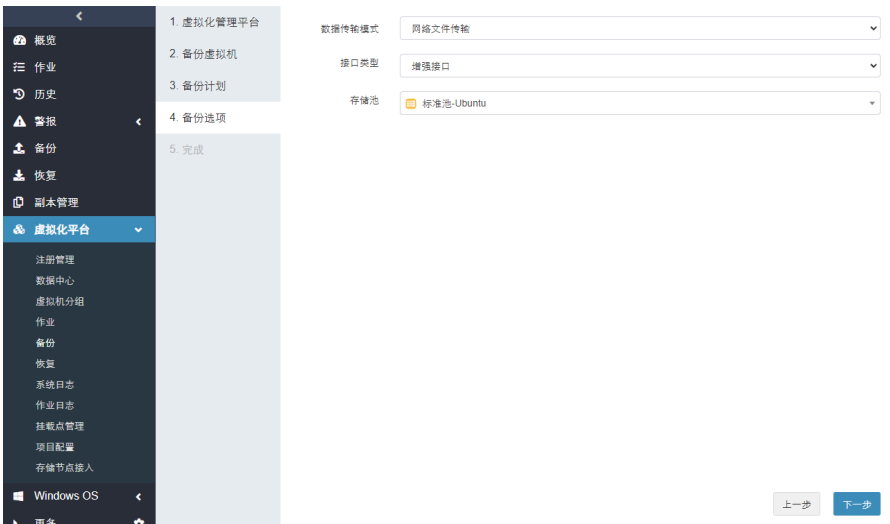 概览
作业
历史
警报
备份
恢复
副本管理
虚拟化平台
注册管理
数据中心
虚拟机分组
作业
备份
恢复
系统日志
作业日志
挂载点管理
项目配置
存储节点接入
Windows OS
更多
1. 虚拟化管理平台
2. 备份虚拟机
3. 备份计划
4. 备份选项
5. 完成
数据传输模式 网络文件传输
接口类型 增强接口
存储池 标准池-Ubuntu
上一步 下一步